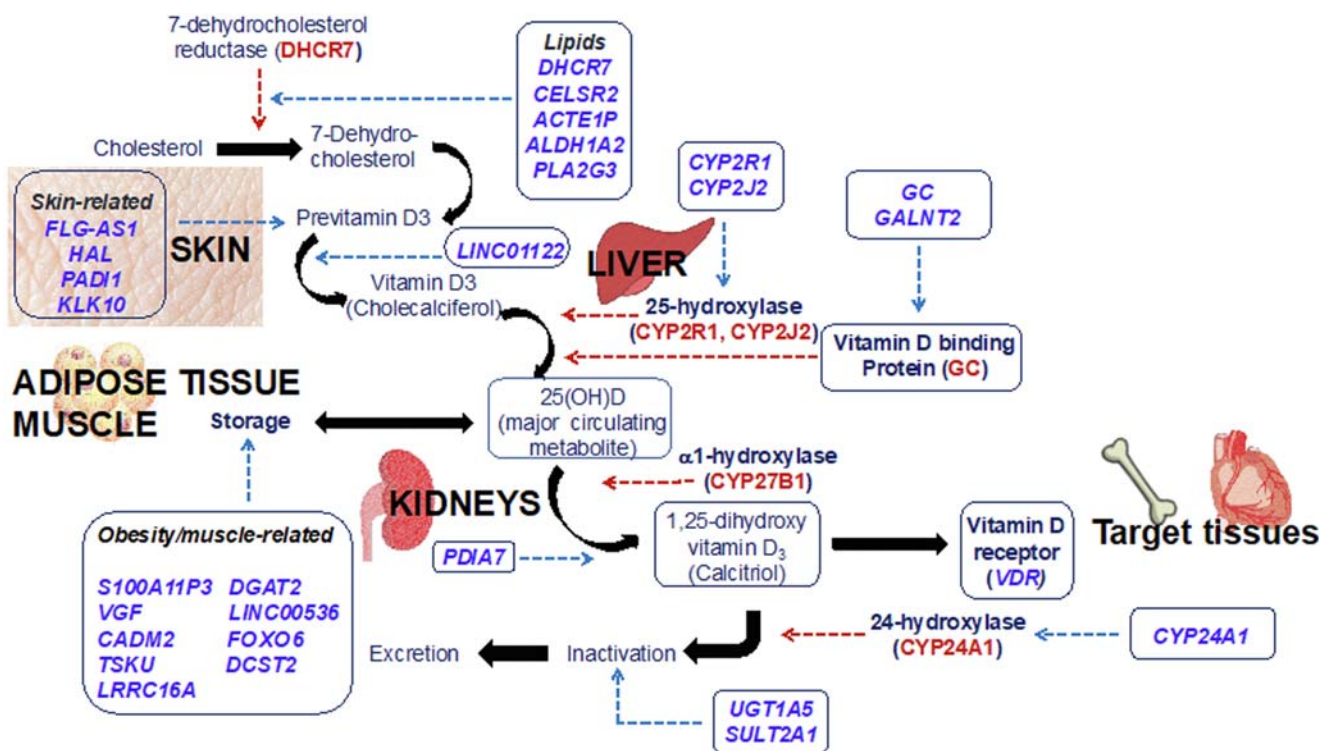 7-dehydrocholesterol
reductase (DHCR7)
Lipids
DHCR7
CELSR2
ACTE1P
ALDH1A2
PLA2G3
Cholesterol
7-Dehydro-
cholesterol
CYP2R1
CYP2J2
GC
GALNT2
Skin-related
FLG-AS1
HAL
PADI1
KLK10
SKIN
Previtamin D3
LINC01122
LIVER
Vitamin D3
(Cholecalciferol)
25-hydroxylase
(CYP2R1, CYP2J2)
Vitamin D binding
Protein (GC)
ADIPOSE TISSUE
MUSCLE
Storage
25(OH)D
(major circulating
metabolite)
α1-hydroxylase
(CYP27B1)
KIDNEYS
Obesity/muscle-related
S100A11P3 DGAT2
VGF LINC00536
CADM2 FOXO6
TSKU DCST2
LRRC16A
PDIA7
1,25-dihydroxy
vitamin D₃
(Calcitriol)
Vitamin D
receptor
(VDR)
Target tissues
24-hydroxylase
(CYP24A1)
CYP24A1
Excretion
Inactivation
UGT1A5
SULT2A1